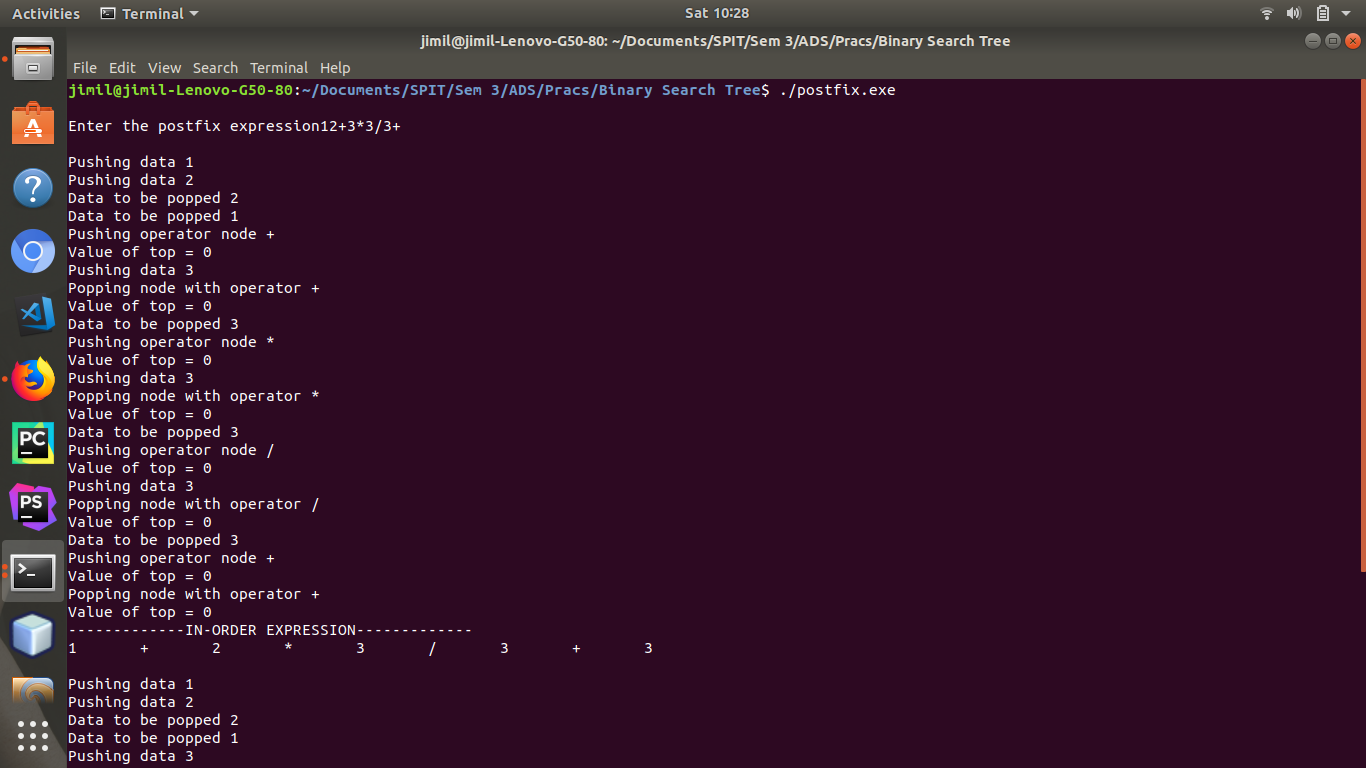 Activities Terminal Sat 10:28
jimil@jimil-Lenovo-G50-80: ~/Documents/SPIT/Sem 3/ADS/Pracs/Binary Search Tree
File Edit View Search Terminal Help
jimil@jimil-Lenovo-G50-80:~/Documents/SPIT/Sem 3/ADS/Pracs/Binary Search Tree$ ./postfix.exe
Enter the postfix expression12+3*3/3+
Pushing data 1
Pushing data 2
Data to be popped 2
Data to be popped 1
Pushing operator node +
Value of top = 0
Pushing data 3
Popping node with operator +
Value of top = 0
Data to be popped 3
Pushing operator node *
Value of top = 0
Pushing data 3
Popping node with operator *
Value of top = 0
Data to be popped 3
Pushing operator node /
Value of top = 0
Pushing data 3
Popping node with operator /
Value of top = 0
Data to be popped 3
Pushing operator node +
Value of top = 0
Popping node with operator +
Value of top = 0
-------------IN-ORDER EXPRESSION-------------
1 + 2 * 3 / 3 + 3
Pushing data 1
Pushing data 2
Data to be popped 2
Data to be popped 1
Pushing data 3
PC
PS